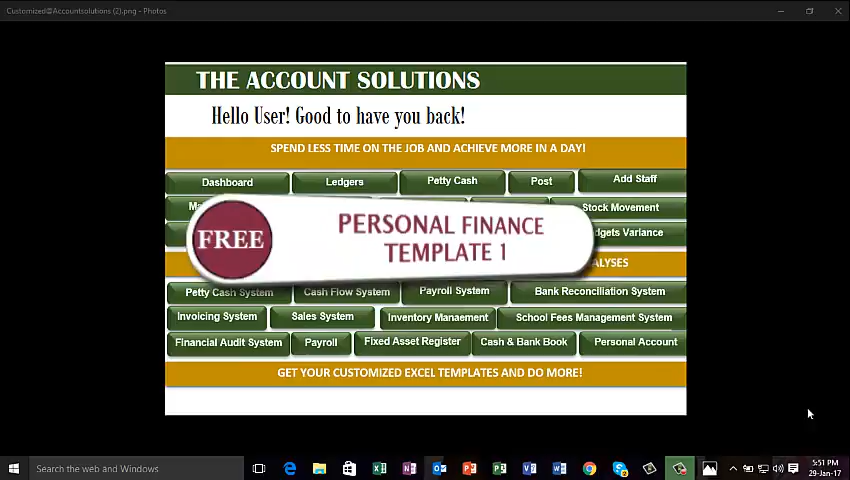 Customized@Accountsolutions (2).png - Photos
THE ACCOUNT SOLUTIONS
Hello User! Good to have you back!
SPEND LESS TIME ON THE JOB AND ACHIEVE MORE IN A DAY!
Dashboard Ledgers Petty Cash Post Add Staff
Stock Movement
FREE
PERSONAL FINANCE
TEMPLATE 1
Variance
Petty Cash System Cash Flow System Payroll System Bank Reconciliation System
Invoicing System Sales System Inventory Manaement School Fees Management System
Financial Audit System Payroll Fixed Asset Register Cash & Bank Book Personal Account
GET YOUR CUSTOMIZED EXCEL TEMPLATES AND DO MORE!
Search the web and Windows
5:51 PM
29-Jan-17